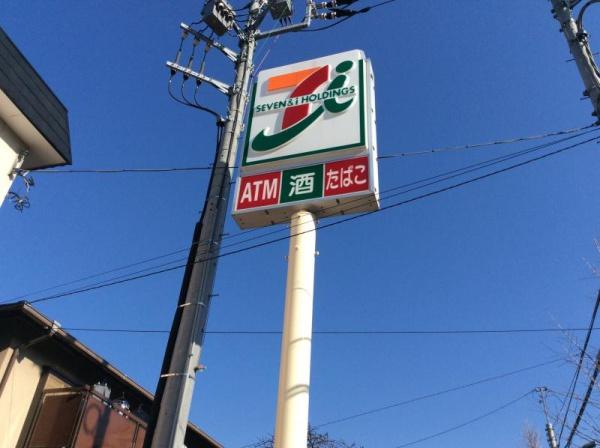 7i
SEVEN&i HOLDINGS
ATM 酒 たばこ